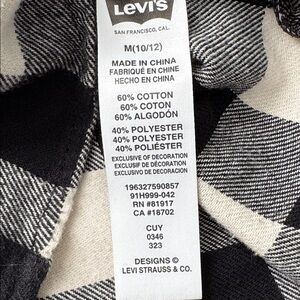 LEVI'S
SAN FRANCISCO, CAL.
M(10/12)
MADE IN CHINA
FABRIQUÉ EN CHINE
HECHO EN CHINA
60% COTTON
60% COTON
60% ALGODÓN
40% POLYESTER
40% POLYESTER
40% POLIÉSTER
EXCLUSIVE OF DECORATION
EXCLUSIF DE DÉCORATION
EXCLUSIVO DE DECORACIÓN
196327590857
91H999-042
RN #81917
CA #18702
CUY
0346
323
DESIGNS ©
LEVI STRAUSS & CO.